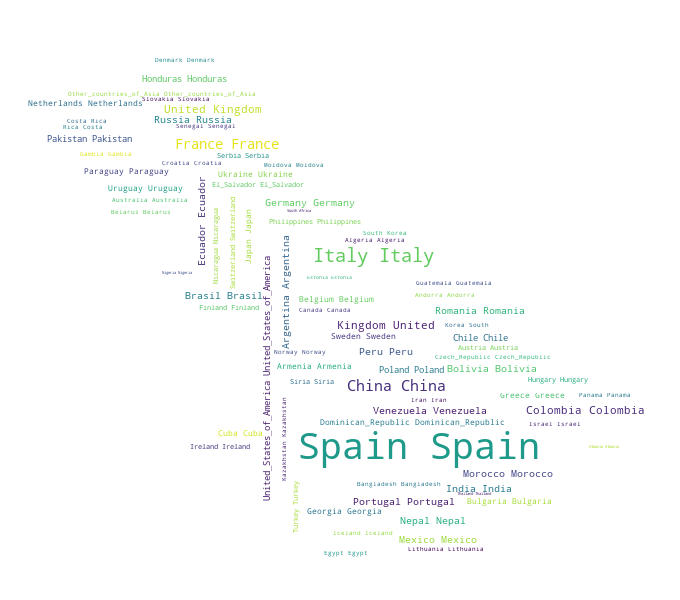 Denmark Denmark
Honduras Honduras
Other_countries_of_Asia Other_countries_of_Asia
Slovakia Slovakia
Netherlands Netherlands
United Kingdom
Costa Rica
Russia Russia
Rica Costa
Senegal Senegal
Pakistan Pakistan
France France
Gambia Gambia
Serbia Serbia
Croatia Croatia
Moldova Moldova
Paraguay Paraguay
Ukraine Ukraine
El_Salvador El_Salvador
Uruguay Uruguay
Australia Australia
Germany Germany
Belarus Belarus
South Africa
Ecuador Ecuador
Nicaragua Nicaragua
Switzerland Switzerland
Japan Japan
Philippines Philippines
South Korea
Algeria Algeria
Italy Italy
Nigeria Nigeria
Estonia Estonia
Guatemala Guatemala
Brasil Brasil
Argentina Argentina
United_States_of_America United_States_of_America
Belgium Belgium
Andorra Andorra
Finland Finland
Canada Canada
Romania Romania
Kingdom United
Korea South
Sweden Sweden
Chile Chile
Norway Norway
Peru Peru
Austria Austria
Czech_Republic Czech_Republic
Armenia Armenia
Poland Poland
Bolivia Bolivia
Siria Siria
China China
Hungary Hungary
Iran Iran
Greece Greece
Panama Panama
Kazakhstan Kazakhstan
Venezuela Venezuela
Colombia Colombia
Dominican_Republic Dominican_Republic
Israel Israel
Cuba Cuba
Ireland Ireland
Spain Spain
Morocco Morocco
Bangladesh Bangladesh
India India
Thailand Thailand
Turkey Turkey
Portugal Portugal
Bulgaria Bulgaria
Georgia Georgia
Nepal Nepal
Iceland Iceland
Mexico Mexico
Egypt Egypt
Lithuania Lithuania